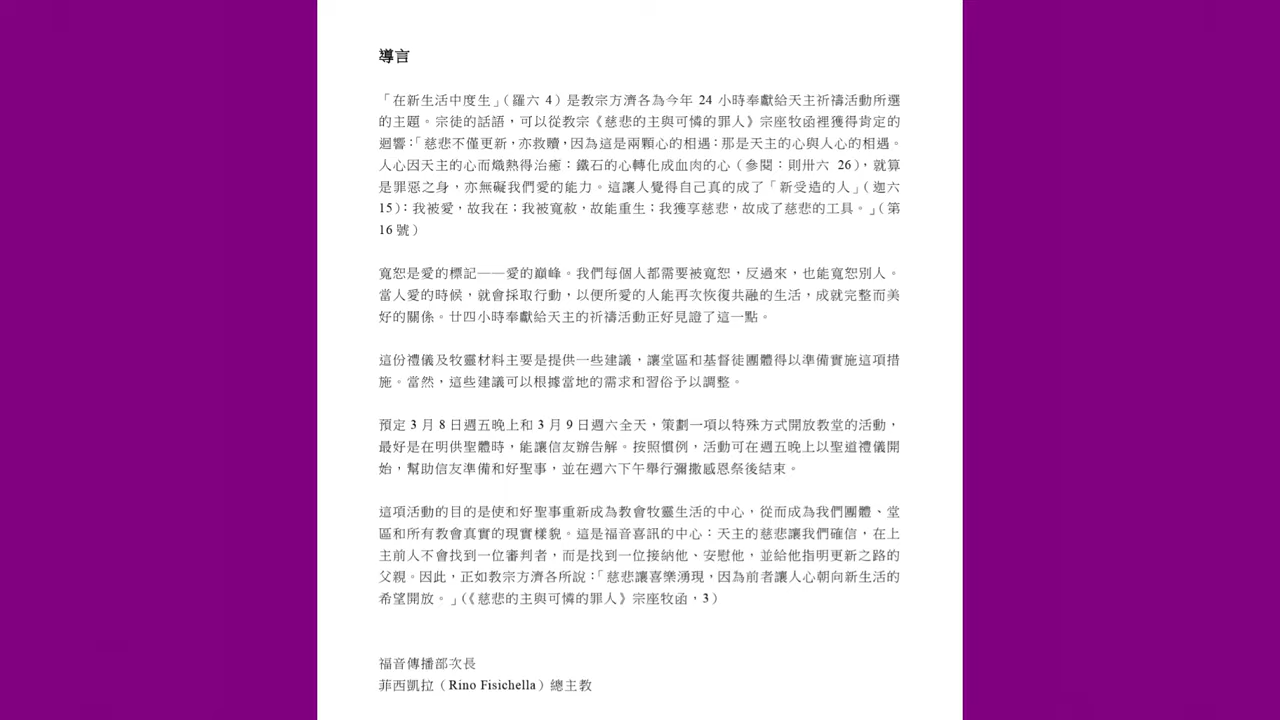 導言
「在新生活中度生」（羅六 4）是教宗方濟各為今年 24 小時奉獻給天主祈禱活動所選
的主題。宗徒的話語，可以從教宗《慈悲的主與可憐的罪人》宗座牧函裡獲得肯定的
迴響：「慈悲不僅更新，亦救贖，因為這是兩顆心的相遇：那是天主的心與人心的相遇。
人心因天主的心而熾熱得治癒：鐵石的心轉化成血肉的心（參閱：則卅六 26），就算
是罪惡之身，亦無礙我們愛的能力。這讓人覺得自己真的成了「新受造的人」（迦六
15）：我被愛，故我在；我被寬赦，故能重生；我獲享慈悲，故成了慈悲的工具。」（第
16 號）
寬恕是愛的標記——愛的巔峰。我們每個人都需要被寬恕，反過來，也能寬恕別人。
當人愛的時候，就會採取行動，以便所愛的人能再次恢復共融的生活，成就完整而美
好的關係。廿四小時奉獻給天主的祈禱活動正好見證了這一點。
這份禮儀及牧靈材料主要是提供一些建議，讓堂區和基督徒團體得以準備實施這項措
施。當然，這些建議可以根據當地的需求和習俗予以調整。
預定 3 月 8 日週五晚上和 3 月 9 日週六全天，策劃一項以特殊方式開放教堂的活動，
最好是在明供聖體時，能讓信友辦告解。按照慣例，活動可在週五晚上以聖道禮儀開
始，幫助信友準備和好聖事，並在週六下午舉行彌撒感恩祭後結束。
這項活動的目的是使和好聖事重新成為教會牧靈生活的中心，從而成為我們團體、堂
區和所有教會真實的現實樣貌。這是福音喜訊的中心：天主的慈悲讓我們確信，在上
主前人不會找到一位審判者，而是找到一位接納他、安慰他，並給他指明更新之路的
父親。因此，正如教宗方濟各所說：「慈悲讓喜樂湧現，因為前者讓人心朝向新生活的
希望開放。」（《慈悲的主與可憐的罪人》宗座牧函，3）
福音傳播部次長
菲西凱拉（Rino Fisichella）總主教